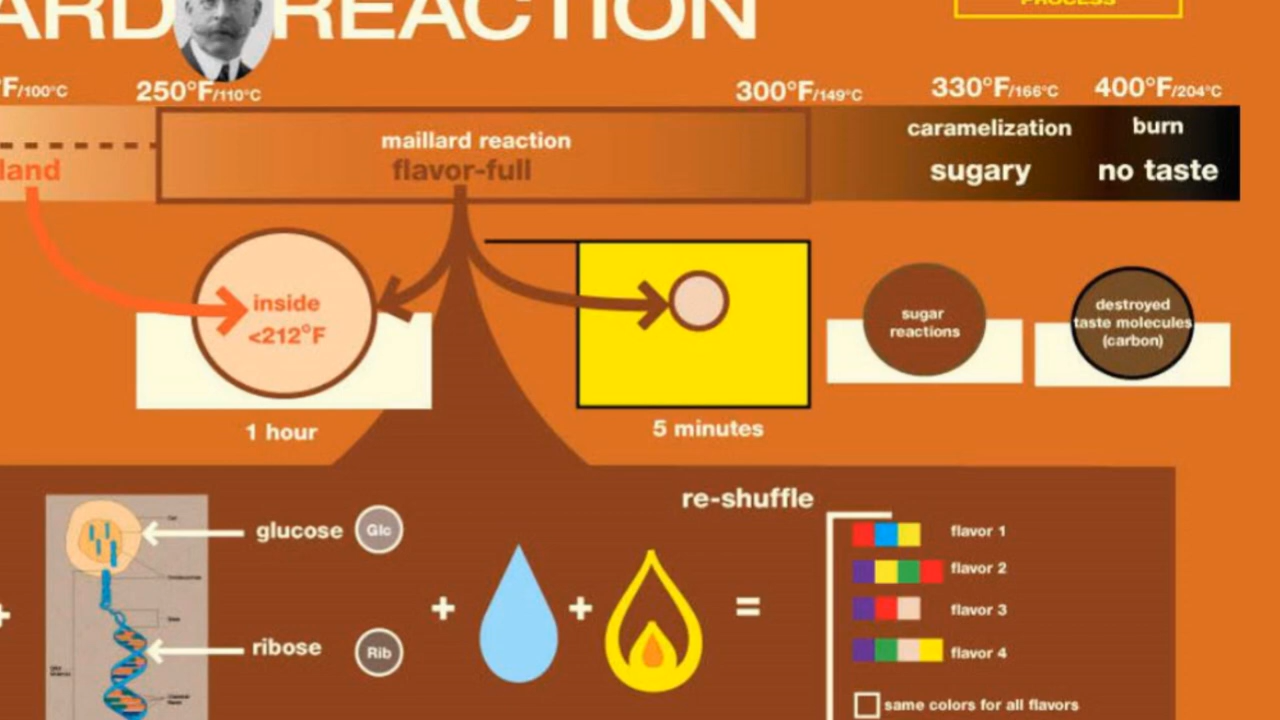 ARD REACTION
PROCESS
°F/100°C
250°F/110°C
300°F/149°C
330°F/166°C
400°F/204°C
maillard reaction
flavor-full
caramelization
sugary
burn
no taste
land
inside
<212°F
sugar
reactions
destroyed
taste molecules
(carbon)
1 hour
5 minutes
re-shuffle
glucose
Glc
ribose
Rib
+
+
=
flavor 1
flavor 2
flavor 3
flavor 4
same colors for all flavors